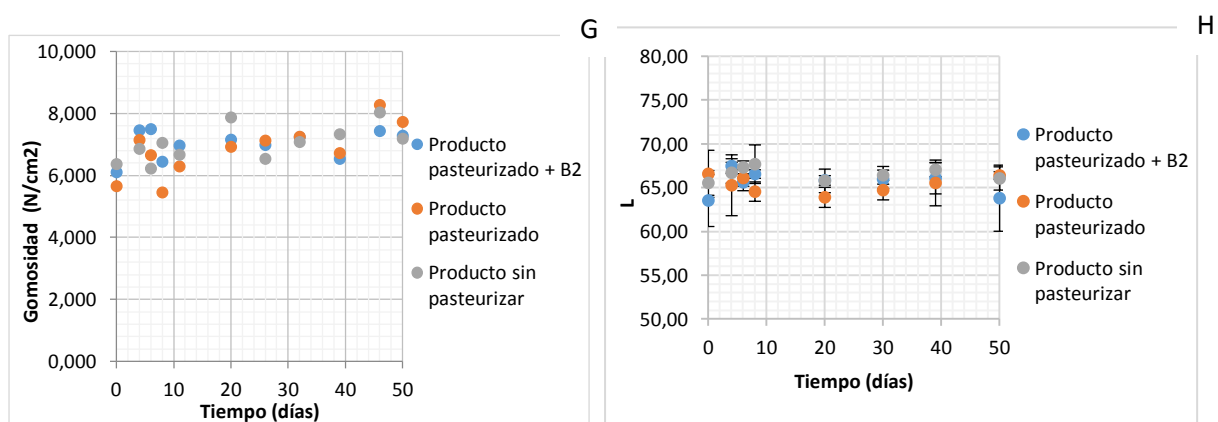 G
10,000
8,000
6,000
4,000
2,000
0,000
Gomosidad (N/cm2)
0 10 20 30 40 50
Tiempo (días)
Producto
pasteurizado + B2
Producto
pasteurizado
Producto sin
pasteurizar
H
80,00
75,00
70,00
65,00
60,00
55,00
50,00
L
0 10 20 30 40 50
Tiempo (días)
Producto
pasteurizado + B2
Producto
pasteurizado
Producto sin
pasteurizar